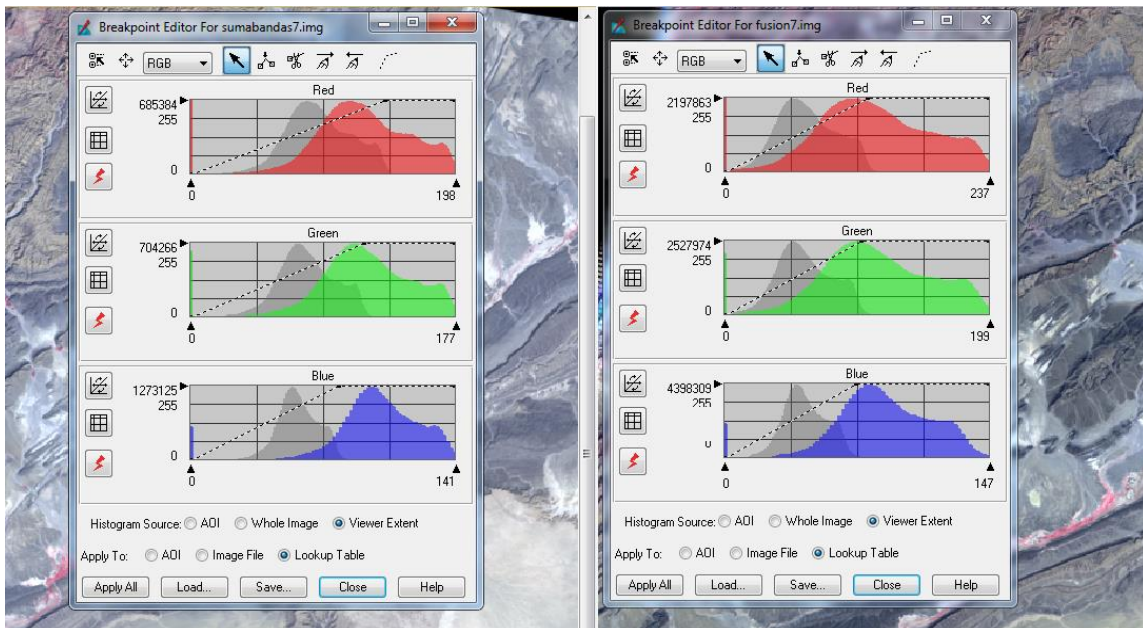 Breakpoint Editor For sumabandas7.img
RGB
Red
685384
255
0
0
198
Green
704266
255
0
0
177
Blue
1273125
255
0
0
141
Histogram Source: AOI Whole Image Viewer Extent
Apply To: AOI Image File Lookup Table
Apply All Load... Save... Close Help
Breakpoint Editor For fusion7.img
RGB
Red
2197863
255
0
0
237
Green
2527974
255
0
0
199
Blue
4398309
255
0
0
147
Histogram Source: AOI Whole Image Viewer Extent
Apply To: AOI Image File Lookup Table
Apply All Load... Save... Close Help